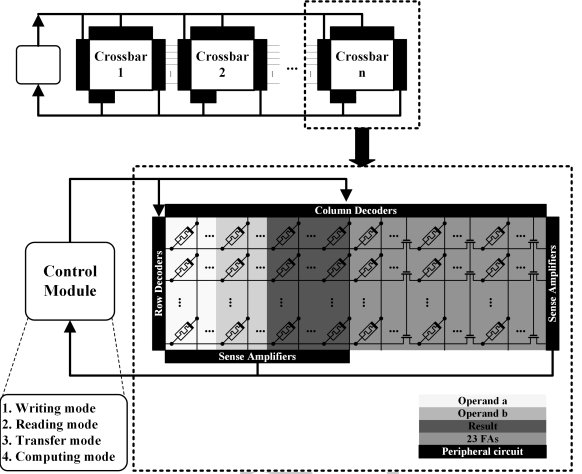 Crossbar
1
Crossbar
2
...
Crossbar
n
Column Decoders
Row Decoders
Sense Amplifiers
Sense Amplifiers
Control
Module
1. Writing mode
2. Reading mode
3. Transfer mode
4. Computing mode
Operand a
Operand b
Result
23 FAs
Peripheral circuit